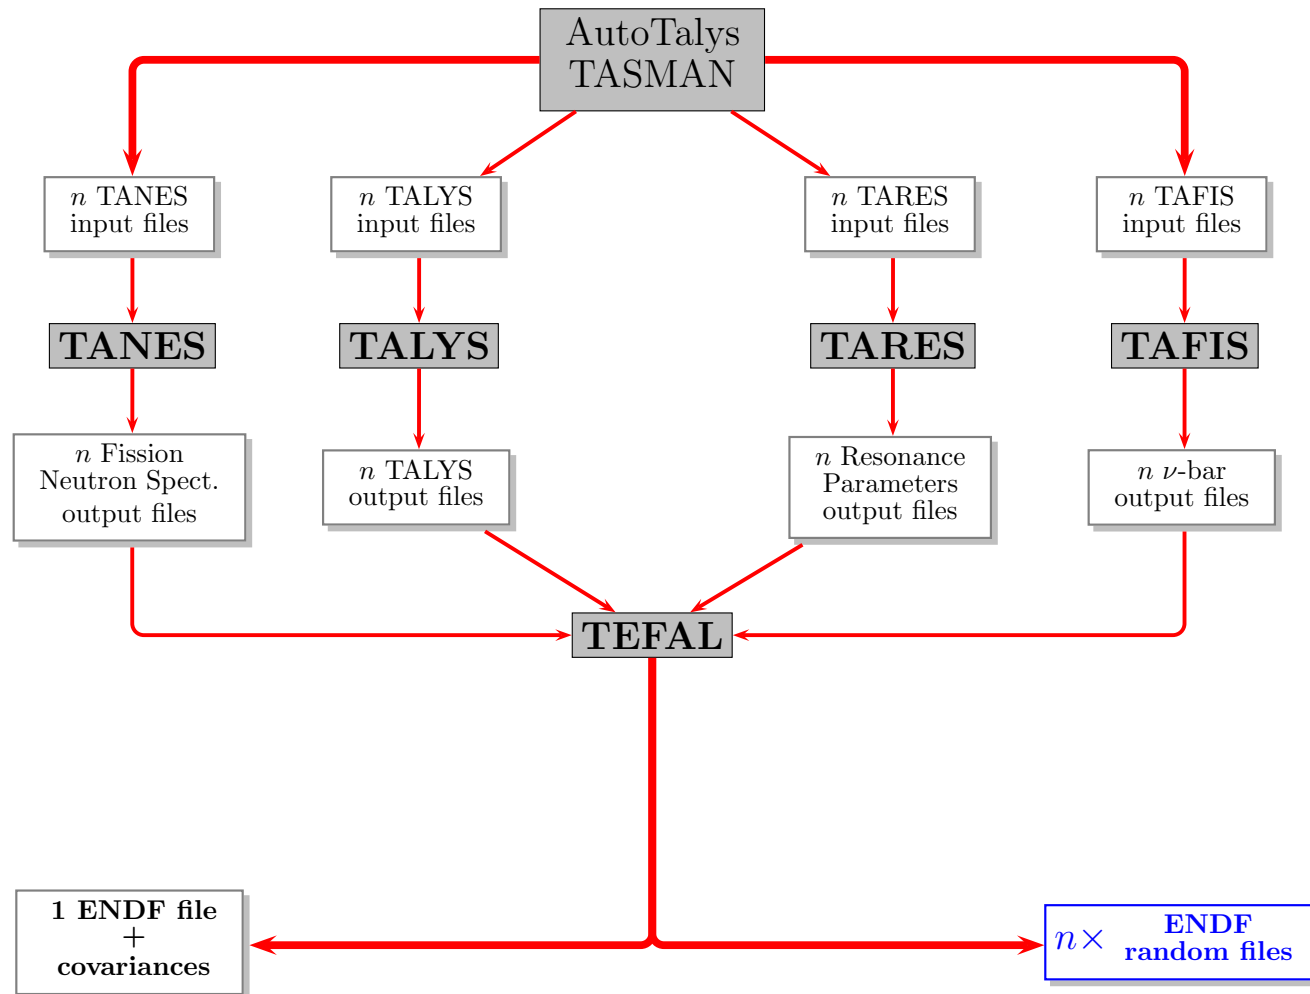 AutoTalys
TASMAN
n TANES
input files
n TALYS
input files
n TARES
input files
n TAFIS
input files
TANES
TALYS
TARES
TAFIS
n Fission
Neutron Spect.
output files
n TALYS
output files
n Resonance
Parameters
output files
n ν-bar
output files
TEFAL
1 ENDF file
+
covariances
n× ENDF
random files